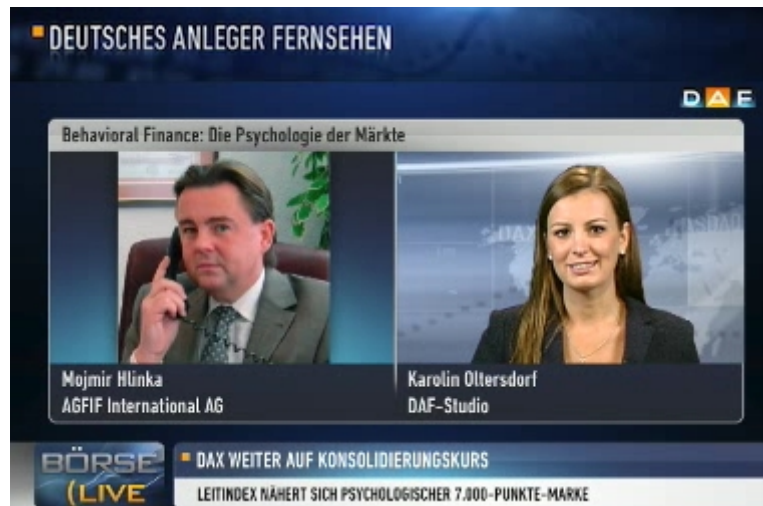 DEUTSCHES ANLEGER FERNSEHEN
DAF
Behavioral Finance: Die Psychologie der Märkte
Mojmir Hlinka
AGFIF International AG
Karolin Oltersdorf
DAF-Studio
BÖRSE
(LIVE
DAX WEITER AUF KONSOLIDIERUNGSKURS
LEITINDEX NÄHERT SICH PSYCHOLOGISCHER 7.000-PUNKTE-MARKE